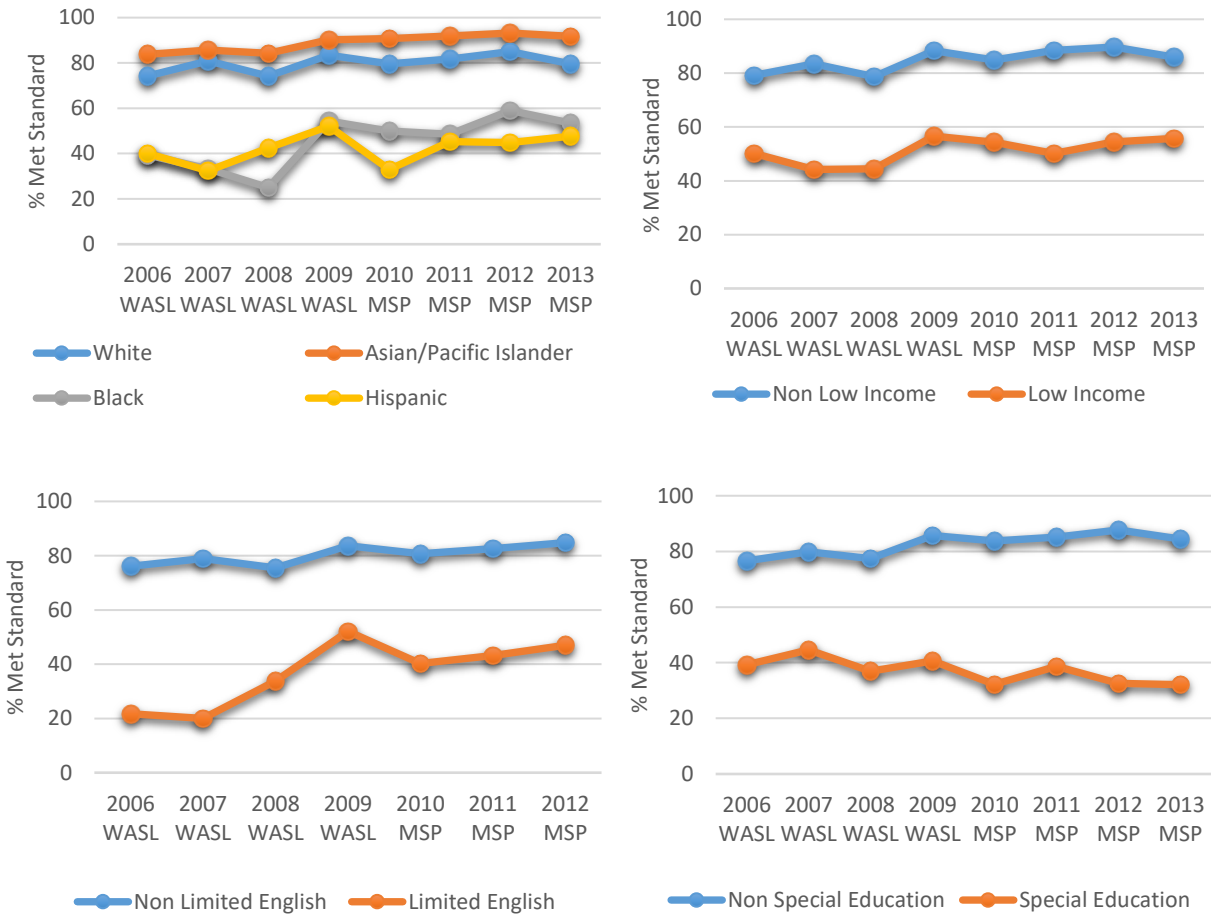 % Met Standard
100
80
60
40
20
0
2006 2007 2008 2009 2010 2011 2012 2013
WASL WASL WASL WASL MSP MSP MSP MSP
White Asian/Pacific Islander
Black Hispanic
% Met Standard
100
80
60
40
20
0
2006 2007 2008 2009 2010 2011 2012 2013
WASL WASL WASL WASL MSP MSP MSP MSP
Non Low Income Low Income
% Met Standard
100
80
60
40
20
0
2006 2007 2008 2009 2010 2011 2012
WASL WASL WASL WASL MSP MSP MSP
Non Limited English Limited English
% Met Standard
100
80
60
40
20
0
2006 2007 2008 2009 2010 2011 2012 2013
WASL WASL WASL WASL MSP MSP MSP MSP
Non Special Education Special Education